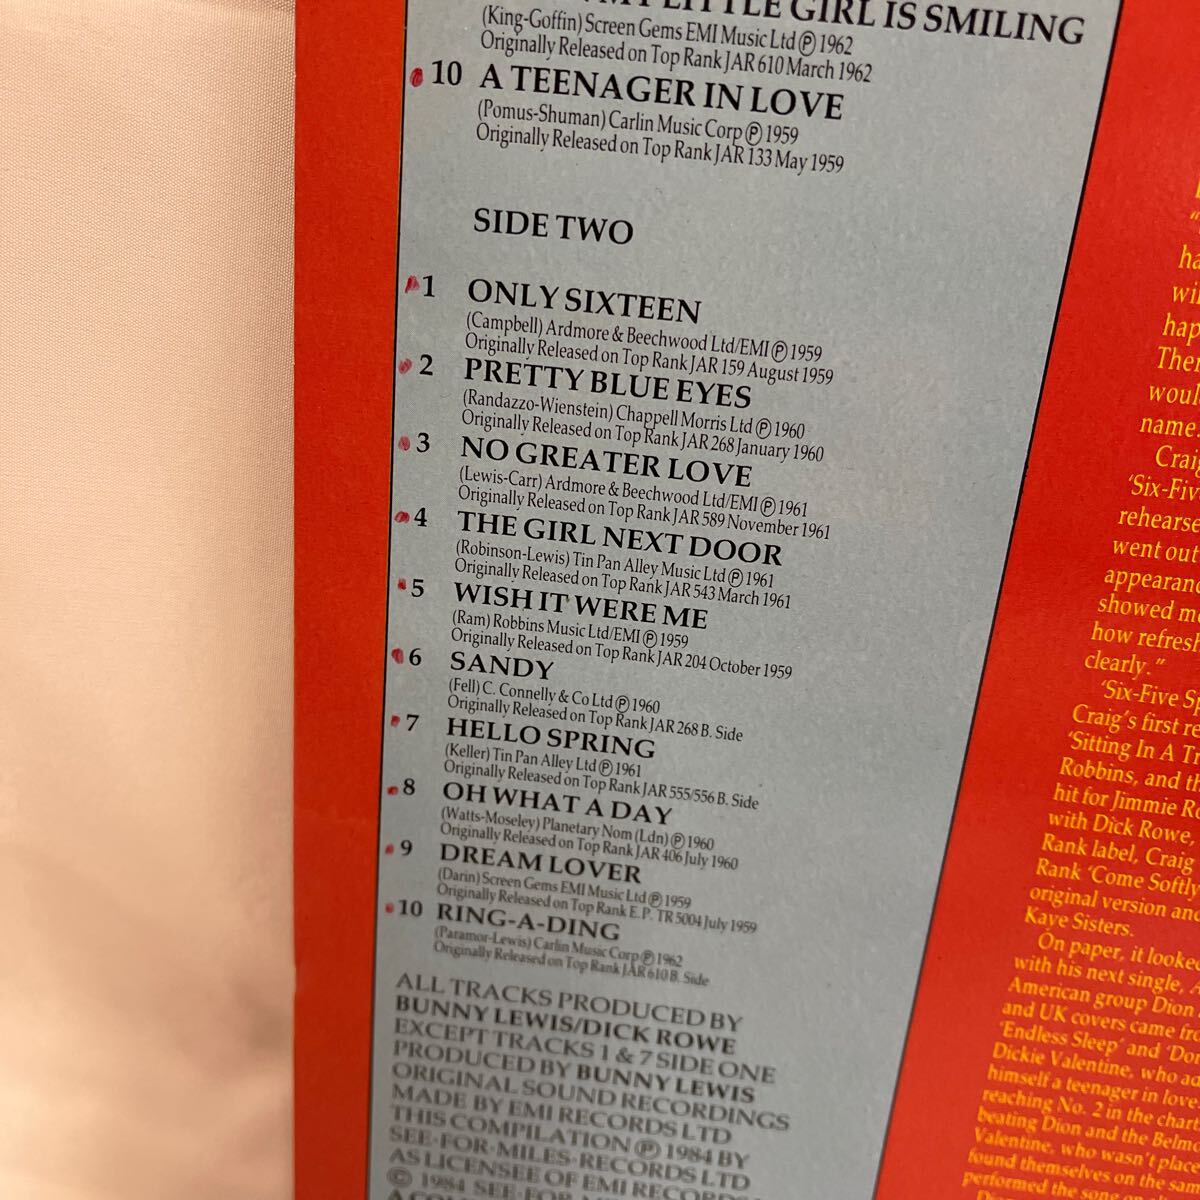 LITTLE GIRL IS SMILING
(King-Goffin) Screen Gems EMI Music Ltd Ⓟ 1962
Originally Released on Top Rank JAR 610 March 1962
10 A TEENAGER IN LOVE
(Pomus-Shuman) Carlin Music Corp Ⓟ 1959
Originally Released on Top Rank JAR 133 May 1959
SIDE TWO
1 ONLY SIXTEEN
(Campbell) Ardmore & Beechwood Ltd/EMI Ⓟ 1959
Originally Released on Top Rank JAR 159 August 1959
2 PRETTY BLUE EYES
(Randazzo-Wienstein) Chappell Morris Ltd Ⓟ 1960
Originally Released on Top Rank JAR 268 January 1960
3 NO GREATER LOVE
(Lewis-Carr) Ardmore & Beechwood Ltd/EMI Ⓟ 1961
Originally Released on Top Rank JAR 589 November 1961
4 THE GIRL NEXT DOOR
(Robinson-Lewis) Tin Pan Alley Music Ltd Ⓟ 1961
Originally Released on Top Rank JAR 543 March 1961
5 WISH IT WERE ME
(Ram) Robbins Music Ltd/EMI Ⓟ 1959
Originally Released on Top Rank JAR 204 October 1959
6 SANDY
(Fell) C. Connelly & Co Ltd Ⓟ 1960
Originally Released on Top Rank JAR 268 B. Side
7 HELLO SPRING
(Keller) Tin Pan Alley Ltd Ⓟ 1961
Originally Released on Top Rank JAR 555/556 B. Side
8 OH WHAT A DAY
(Watts-Moseley) Planetary Nom (Ldn) Ⓟ 1960
Originally Released on Top Rank JAR 406 July 1960
9 DREAM LOVER
(Darin) Screen Gems EMI Music Ltd Ⓟ 1959
Originally Released on Top Rank E.P. TR 5004 July 1959
10 RING-A-DING
(Paramor-Lewis) Carlin Music Corp Ⓟ 1962
Originally Released on Top Rank JAR 610 B. Side
ALL TRACKS PRODUCED BY
BUNNY LEWIS/DICK ROWE
EXCEPT TRACKS 1 & 7 SIDE ONE
PRODUCED BY BUNNY LEWIS
ORIGINAL SOUND RECORDINGS
MADE BY EMI RECORDS LTD
THIS COMPILATION Ⓟ 1984 BY
SEE·FOR·MILES·RECORDS LTD
AS LICENSEE OF EMI RECORDS
© 1984 SEE·FOR
"
ha
wi
hap
Ther
woul
name.
Craig
'Six-Fiv
rehearse
went out
appearanc
showed m
how refresh
clearly."
'Six-Five Sp
Craig's first re
'Sitting In A Tr
Robbins, and th
hit for Jimmie Ro
with Dick Rowe,
Rank label, Craig
Rank 'Come Softly
original version and
Kaye Sisters.
On paper, it looked
with his next single, A
American group Dion
and UK covers came fro
'Endless Sleep' and 'Don
Dickie Valentine, who ad
himself a teenager in love,
reaching No. 2 in the chart
beating Dion and the Belm
Valentine, who wasn't place
found themselves on the sam
performed the so